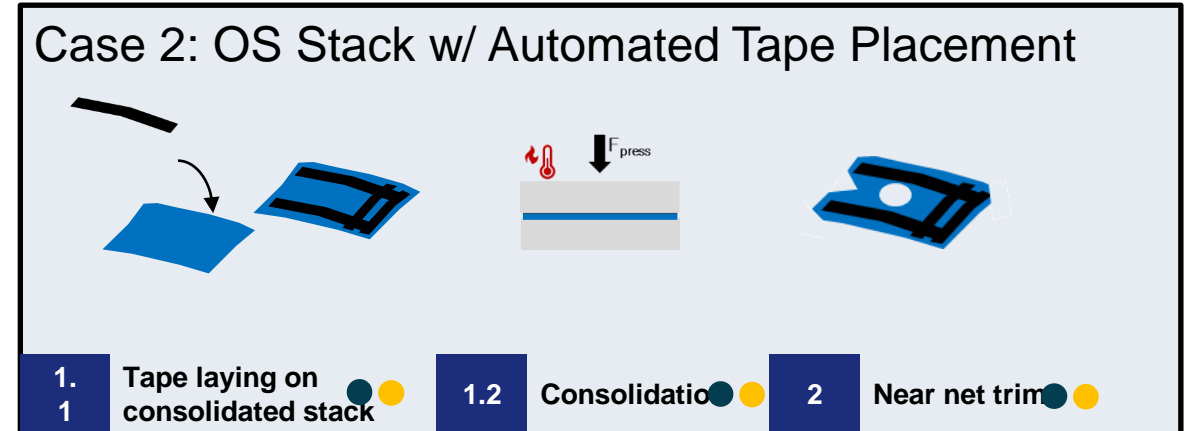 Case 2: OS Stack w/ Automated Tape Placement
F press
1.
1
Tape laying on
consolidated stack
1.2
Consolidatio
2
Near net trim